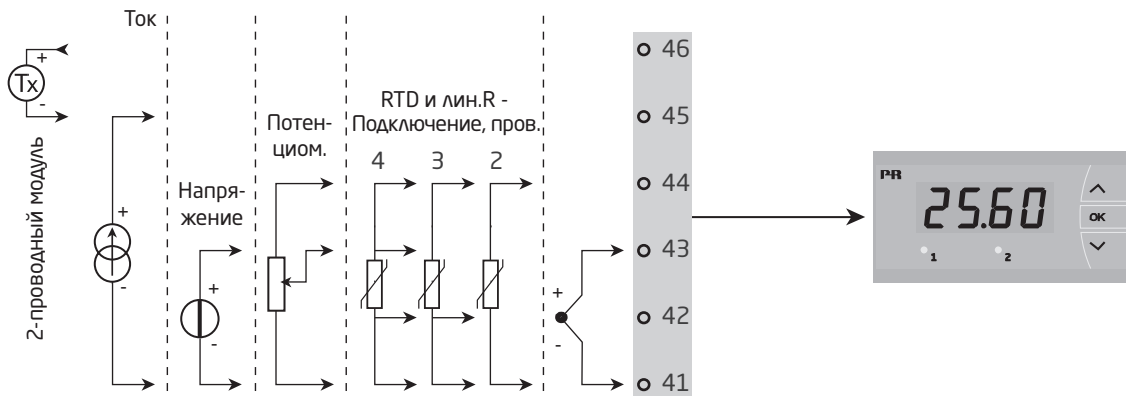 Ток
+
Tx
-
2-проводный модуль
+
-
Напря-
жение
+
-
Потен-
циом.
RTD и лин.R -
Подключение, пров.
4 3 2
+
-
46
45
44
43
42
41
PR
25.60
OK
1 2